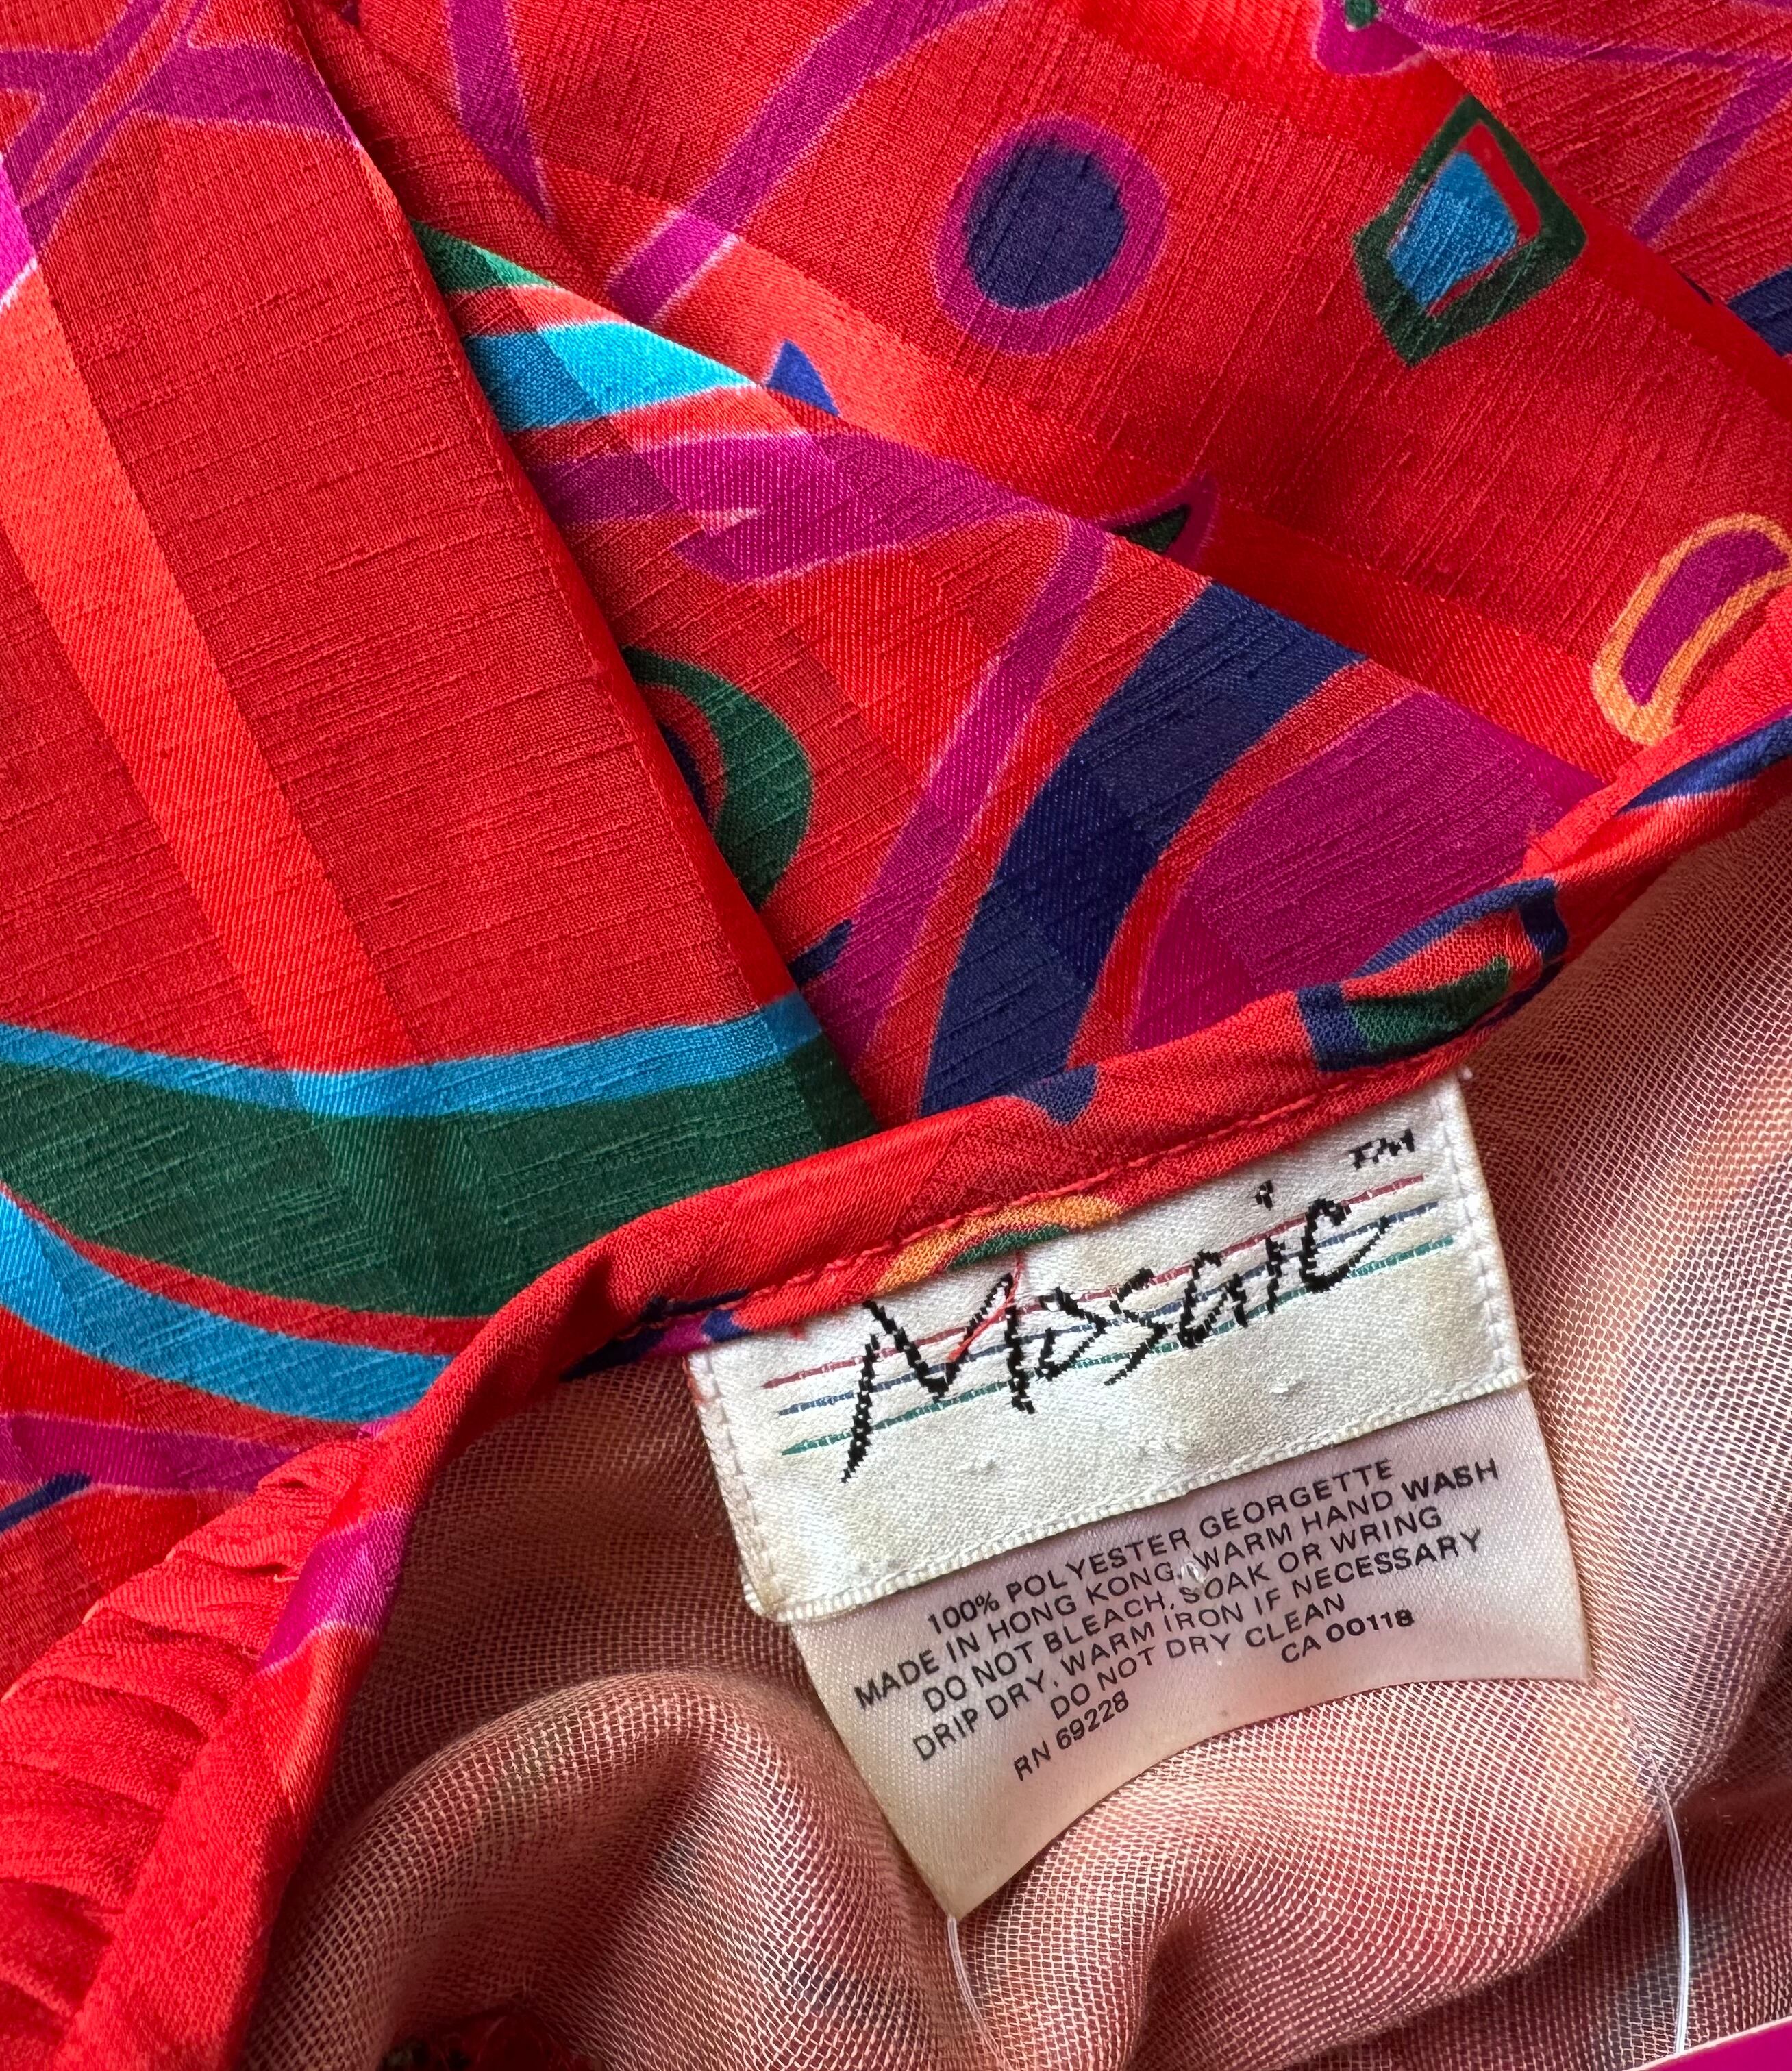 Mosaic™
100% POLYESTER GEORGETTE
MADE IN HONG KONG. WARM HAND WASH
DO NOT BLEACH, SOAK OR WRING
DRIP DRY, WARM IRON IF NECESSARY
DO NOT DRY CLEAN
RN 69228 CA 00118